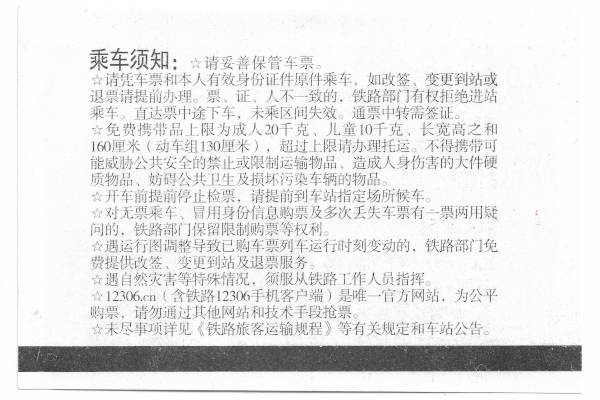 乘车须知：☆请妥善保管车票。
☆请凭车票和本人有效身份证件原件乘车，如改签、变更到站或
退票请提前办理。票、证、人不一致的，铁路部门有权拒绝进站
乘车。直达票中途下车，未乘区间失效。通票中转需签证。
☆免费携带品上限为成人20千克、儿童10千克、长宽高之和
160厘米（动车组130厘米），超过上限请办理托运。不得携带可
能威胁公共安全的禁止或限制运输物品、造成人身伤害的大件硬
质物品、妨碍公共卫生及损坏污染车辆的物品。
☆开车前提前停止检票，请提前到车站指定场所候车。
☆对无票乘车、冒用身份信息购票及多次丢失车票有一票两用疑
问的，铁路部门保留限制购票等权利。
☆遇运行图调整导致已购车票列车运行时刻变动的，铁路部门免
费提供改签、变更到站及退票服务。
☆遇自然灾害等特殊情况，须服从铁路工作人员指挥。
☆12306.cn（含铁路12306手机客户端）是唯一官方网站，为公平
购票，请勿通过其他网站和技术手段抢票。
☆未尽事项详见《铁路旅客运输规程》等有关规定和车站公告。